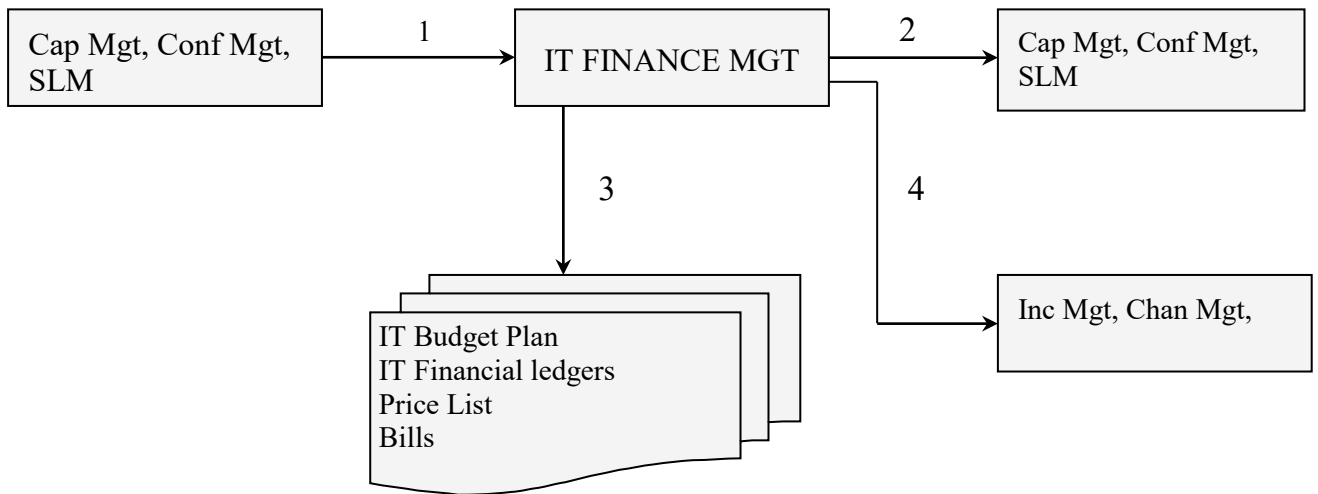 Cap Mgt, Conf Mgt,
SLM
1
IT FINANCE MGT
2
Cap Mgt, Conf Mgt,
SLM
3
4
IT Budget Plan
IT Financial ledgers
Price List
Bills
Inc Mgt, Chan Mgt,